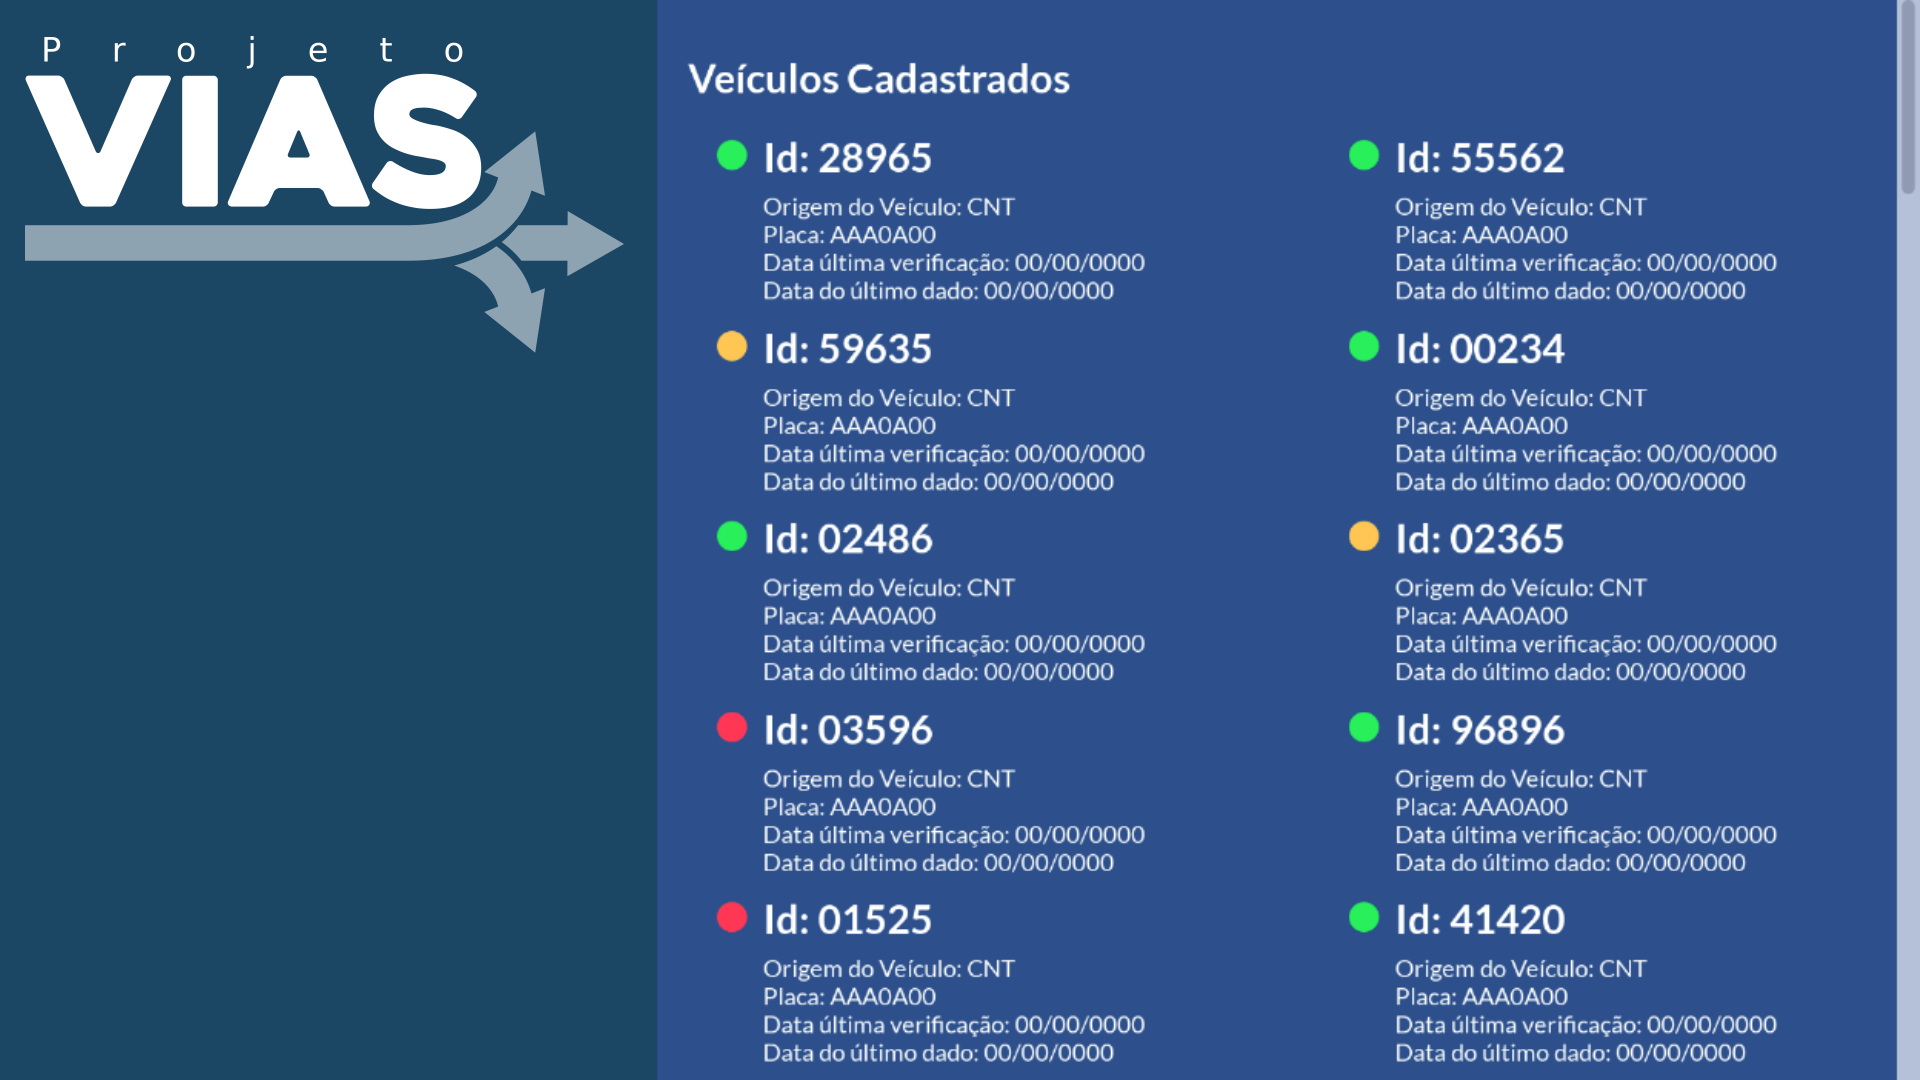 Projeto
VIAS
Veículos Cadastrados
Id: 28965
Origem do Veículo: CNT
Placa: AAA0A00
Data última verificação: 00/00/0000
Data do último dado: 00/00/0000
Id: 55562
Origem do Veículo: CNT
Placa: AAA0A00
Data última verificação: 00/00/0000
Data do último dado: 00/00/0000
Id: 59635
Origem do Veículo: CNT
Placa: AAA0A00
Data última verificação: 00/00/0000
Data do último dado: 00/00/0000
Id: 00234
Origem do Veículo: CNT
Placa: AAA0A00
Data última verificação: 00/00/0000
Data do último dado: 00/00/0000
Id: 02486
Origem do Veículo: CNT
Placa: AAA0A00
Data última verificação: 00/00/0000
Data do último dado: 00/00/0000
Id: 02365
Origem do Veículo: CNT
Placa: AAA0A00
Data última verificação: 00/00/0000
Data do último dado: 00/00/0000
Id: 03596
Origem do Veículo: CNT
Placa: AAA0A00
Data última verificação: 00/00/0000
Data do último dado: 00/00/0000
Id: 96896
Origem do Veículo: CNT
Placa: AAA0A00
Data última verificação: 00/00/0000
Data do último dado: 00/00/0000
Id: 01525
Origem do Veículo: CNT
Placa: AAA0A00
Data última verificação: 00/00/0000
Data do último dado: 00/00/0000
Id: 41420
Origem do Veículo: CNT
Placa: AAA0A00
Data última verificação: 00/00/0000
Data do último dado: 00/00/0000